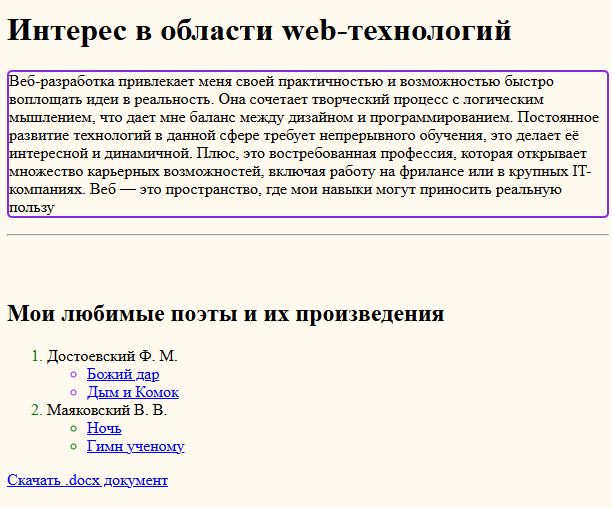 Интерес в области web-технологий
Веб-разработка привлекает меня своей практичностью и возможностью быстро
воплощать идеи в реальность. Она сочетает творческий процесс с логическим
мышлением, что дает мне баланс между дизайном и программированием. Постоянное
развитие технологий в данной сфере требует непрерывного обучения, это делает её
интересной и динамичной. Плюс, это востребованная профессия, которая открывает
множество карьерных возможностей, включая работу на фрилансе или в крупных IT-
компаниях. Веб — это пространство, где мои навыки могут приносить реальную
пользу
Мои любимые поэты и их произведения
1. Достоевский Ф. М.
Божий дар
Дым и Комок
2. Маяковский В. В.
Ночь
Гимн ученому
Скачать .docx документ